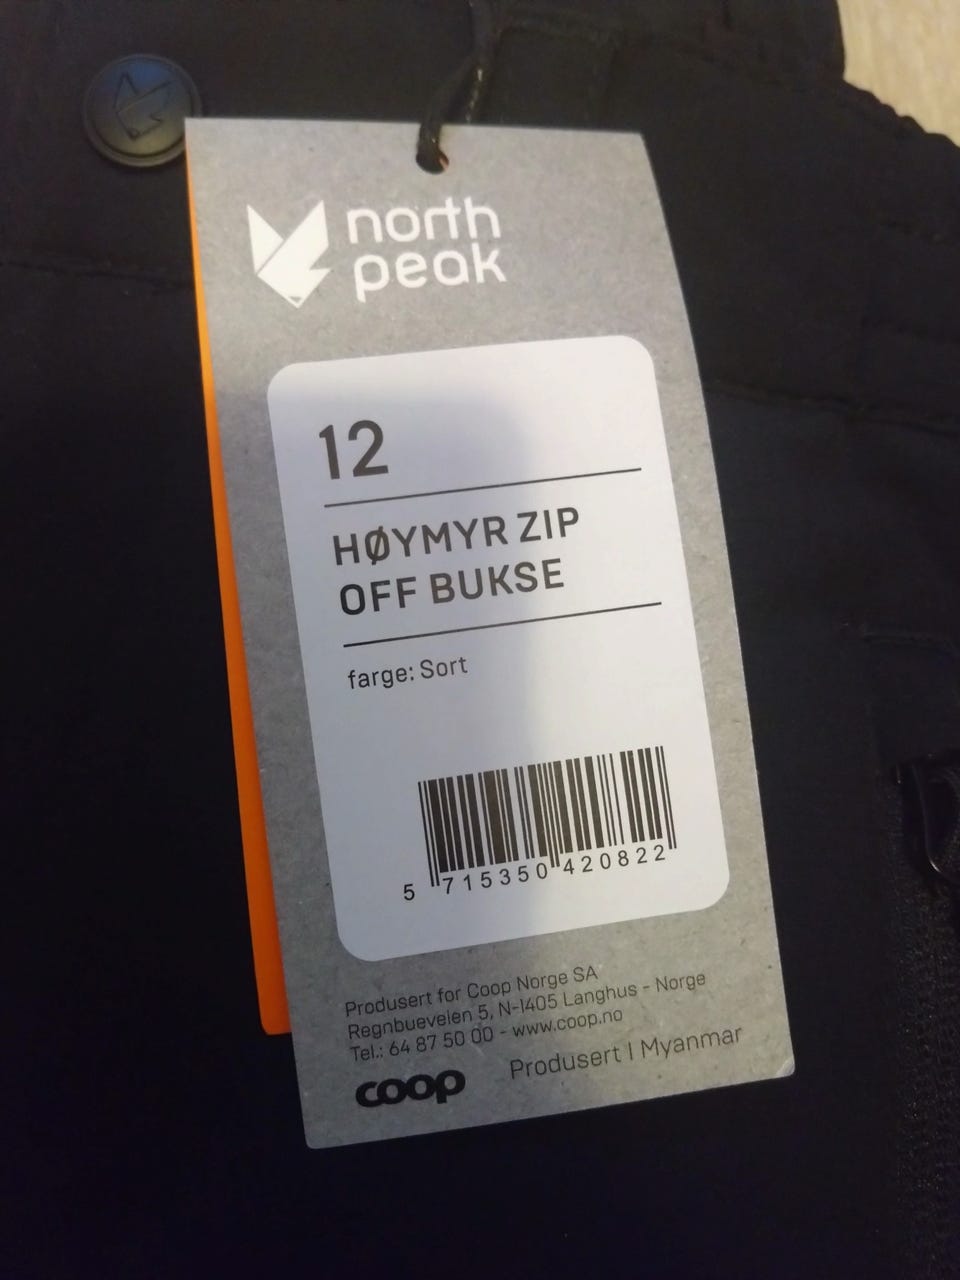 north
peak
12
HØYMYR ZIP
OFF BUKSE
farge: Sort
5 715350 420822
Produsert for Coop Norge SA
Regnbueveien 5, N-1405 Langhus - Norge
Tel.: 64 87 50 00 - www.coop.no
coop
Produsert I Myanmar